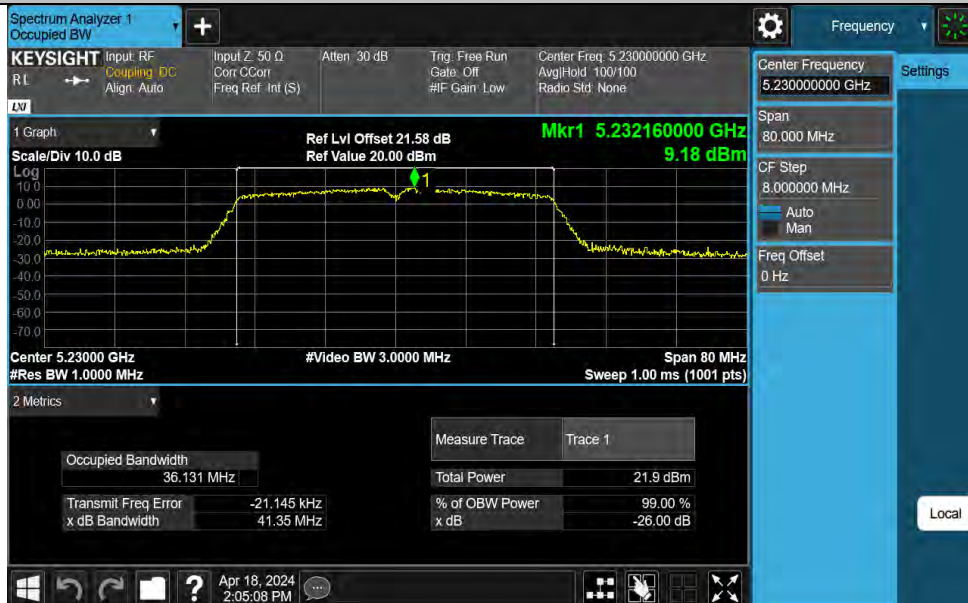 Spectrum Analyzer 1
Occupied BW
+
Frequency
KEYSIGHT
RL
LXI
Input: RF
Coupling: DC
Align: Auto
Input Z: 50 Ω
Corr CCorr
Freq Ref: Int (S)
Atten: 30 dB
Trig: Free Run
Gate: Off
#IF Gain: Low
Center Freq: 5.230000000 GHz
Avg|Hold: 100/100
Radio Std: None
Center Frequency
5.230000000 GHz
Settings
Span
80.000 MHz
CF Step
8.000000 MHz
Auto
Man
Freq Offset
0 Hz
1 Graph
Scale/Div 10.0 dB
Ref Lvl Offset 21.58 dB
Ref Value 20.00 dBm
Mkr1 5.232160000 GHz
9.18 dBm
Log
10.0
0.00
-10.0
-20.0
-30.0
-40.0
-50.0
-60.0
-70.0
1
Center 5.23000 GHz
#Video BW 3.0000 MHz
Span 80 MHz
#Res BW 1.0000 MHz
Sweep 1.00 ms (1001 pts)
2 Metrics
Measure Trace Trace 1
Occupied Bandwidth
36.131 MHz
Total Power 21.9 dBm
Transmit Freq Error -21.145 kHz
% of OBW Power 99.00 %
x dB Bandwidth 41.35 MHz
x dB -26.00 dB
Local
?
Apr 18, 2024
2:05:08 PM